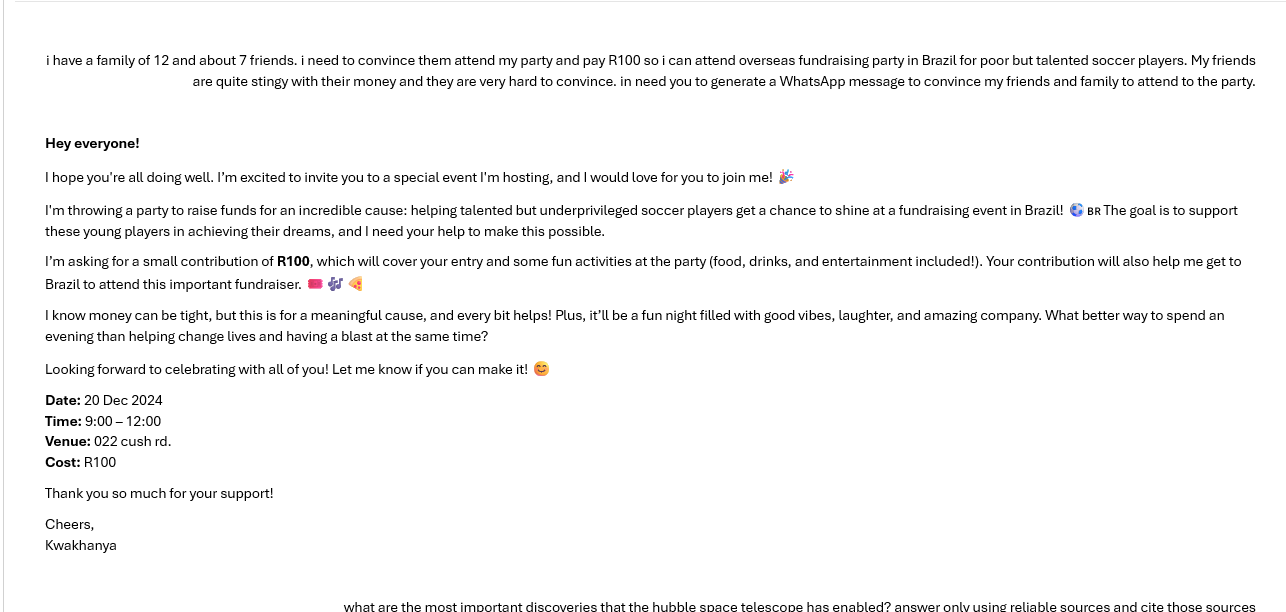 i have a family of 12 and about 7 friends. i need to convince them attend my party and pay R100 so i can attend overseas fundraising party in Brazil for poor but talented soccer players. My friends
are quite stingy with their money and they are very hard to convince. in need you to generate a WhatsApp message to convince my friends and family to attend to the party.
Hey everyone!
I hope you're all doing well. I’m excited to invite you to a special event I'm hosting, and I would love for you to join me! 🎉
I'm throwing a party to raise funds for an incredible cause: helping talented but underprivileged soccer players get a chance to shine at a fundraising event in Brazil! 🌍 BR The goal is to support
these young players in achieving their dreams, and I need your help to make this possible.
I’m asking for a small contribution of R100, which will cover your entry and some fun activities at the party (food, drinks, and entertainment included!). Your contribution will also help me get to
Brazil to attend this important fundraiser. 🎟️ 🎶 🍕
I know money can be tight, but this is for a meaningful cause, and every bit helps! Plus, it’ll be a fun night filled with good vibes, laughter, and amazing company. What better way to spend an
evening than helping change lives and having a blast at the same time?
Looking forward to celebrating with all of you! Let me know if you can make it! 😊
Date: 20 Dec 2024
Time: 9:00 – 12:00
Venue: 022 cush rd.
Cost: R100
Thank you so much for your support!
Cheers,
Kwakhanya
what are the most important discoveries that the hubble space telescope has enabled? answer only using reliable sources and cite those sources